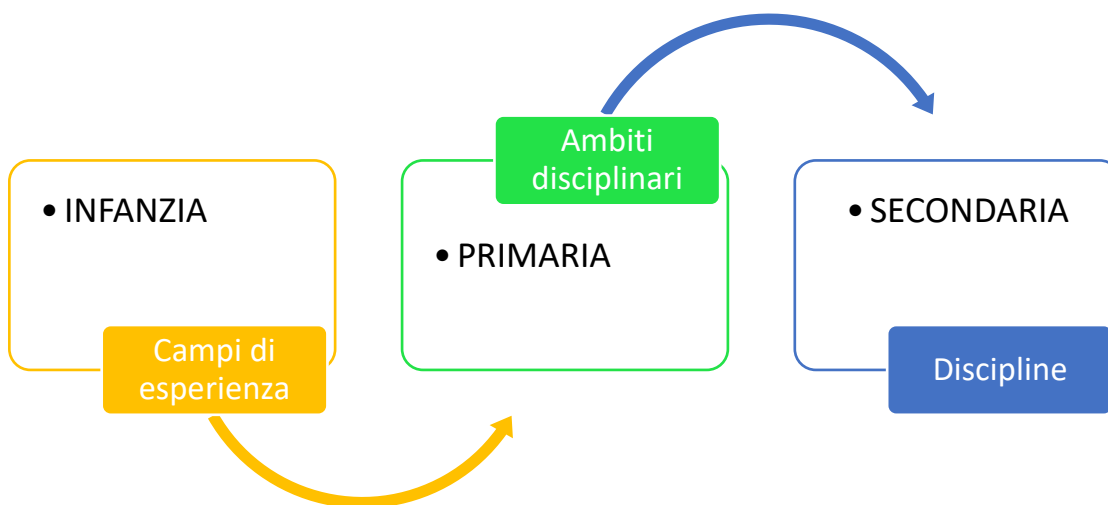 • INFANZIA
Campi di
esperienza
Ambiti
disciplinari
• PRIMARIA
• SECONDARIA
Discipline